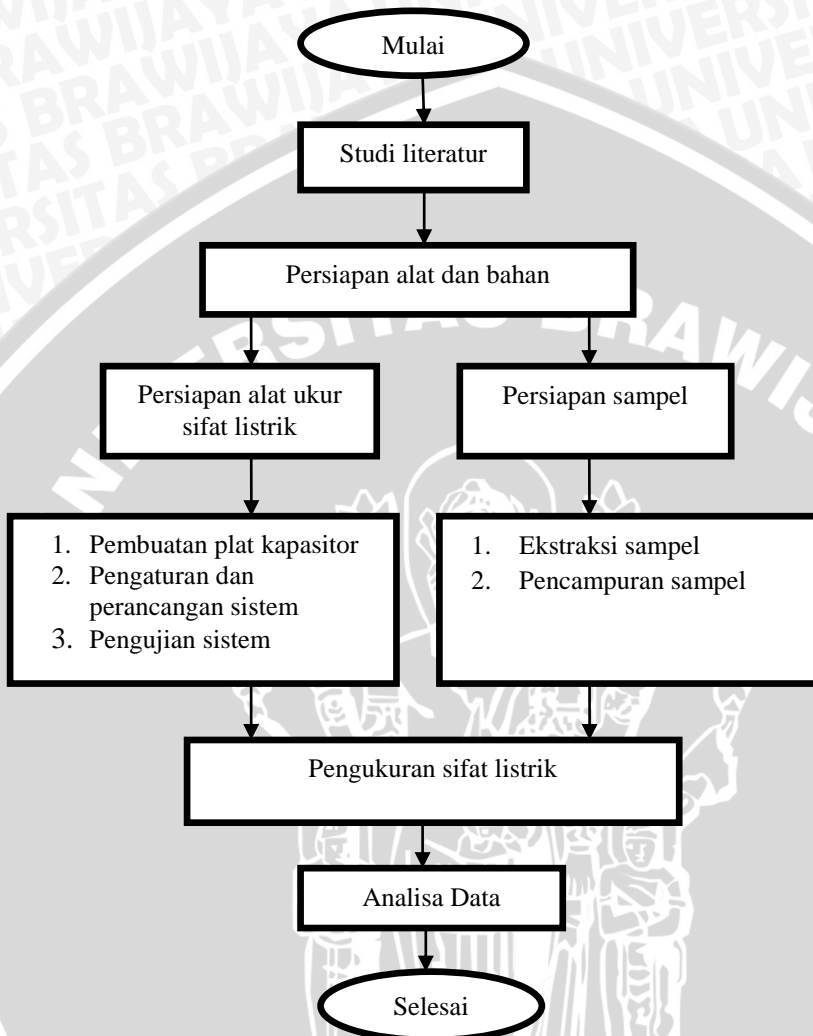 Mulai
Studi literatur
Persiapan alat dan bahan
Persiapan alat ukur
sifat listrik
Persiapan sampel
1. Pembuatan plat kapasitor
2. Pengaturan dan
perancangan sistem
3. Pengujian sistem
1. Ekstraksi sampel
2. Pencampuran sampel
Pengukuran sifat listrik
Analisa Data
Selesai